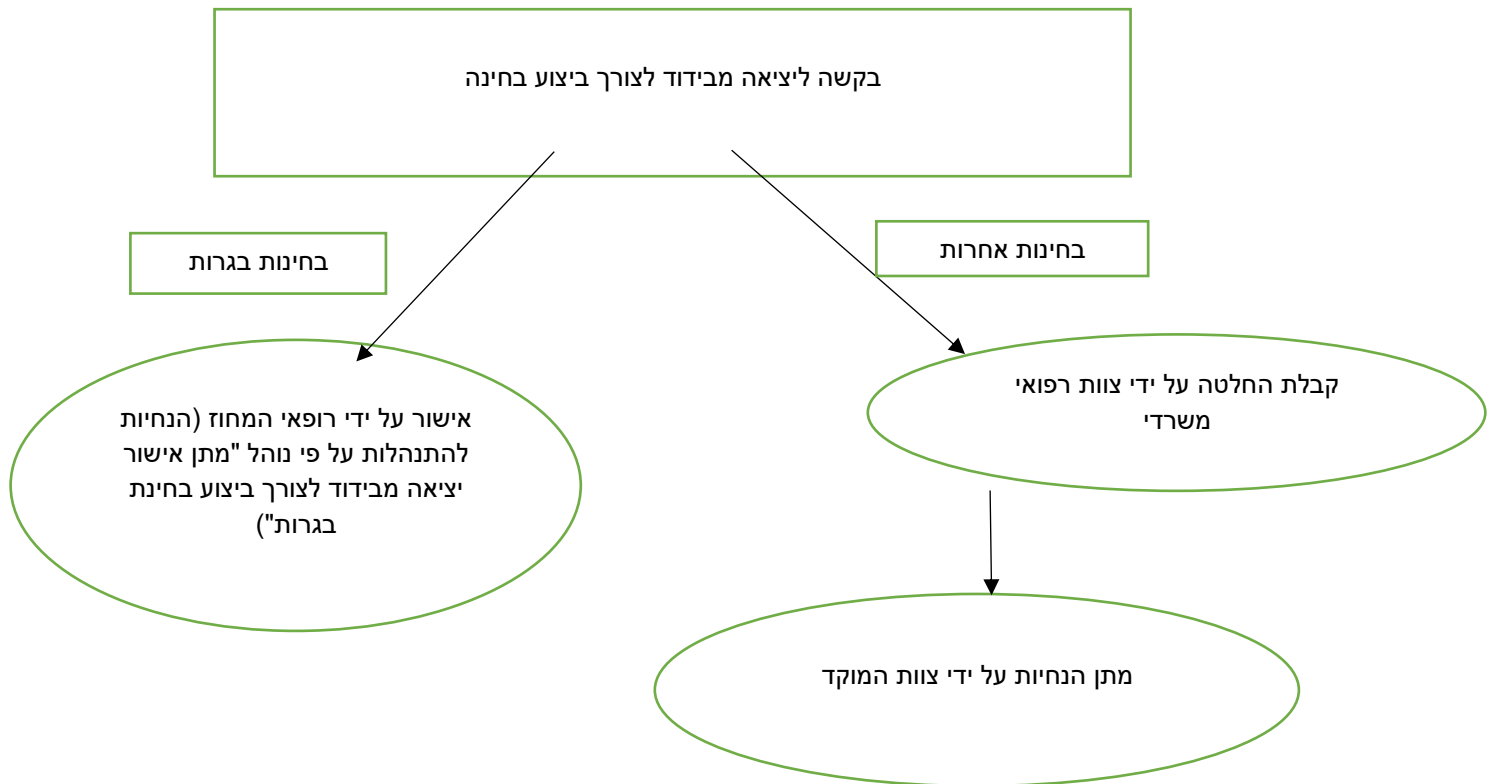 בקשה ליציאה מבידוד לצורך ביצוע בחינה
בחינות אחרות
בחינות בגרות
קבלת החלטה על ידי צוות רפואי
משרדי
אישור על ידי רופאי המחוז (הנחיות
להתנהלות על פי נוהל "מתן אישור
יציאה מבידוד לצורך ביצוע בחינת
בגרות")
מתן הנחיות על ידי צוות המוקד